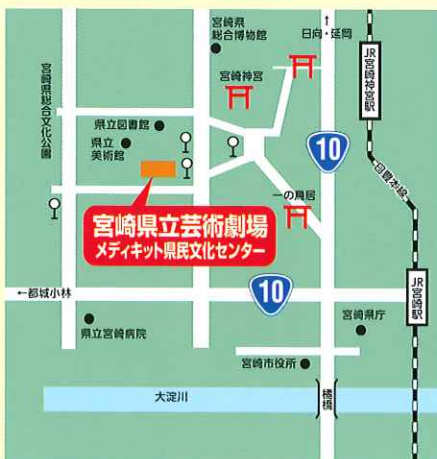 宮崎県
総合博物館
↑
日向・延岡
JR宮崎神宮駅
宮崎神宮
宮崎県総合文化公園
県立図書館
県立
美術館
10
日豊本線
一の鳥居
宮崎県立芸術劇場
メディキット県民文化センター
10
←都城小林
JR宮崎駅
県立宮崎病院
宮崎県庁
宮崎市役所
大淀川
橘橋